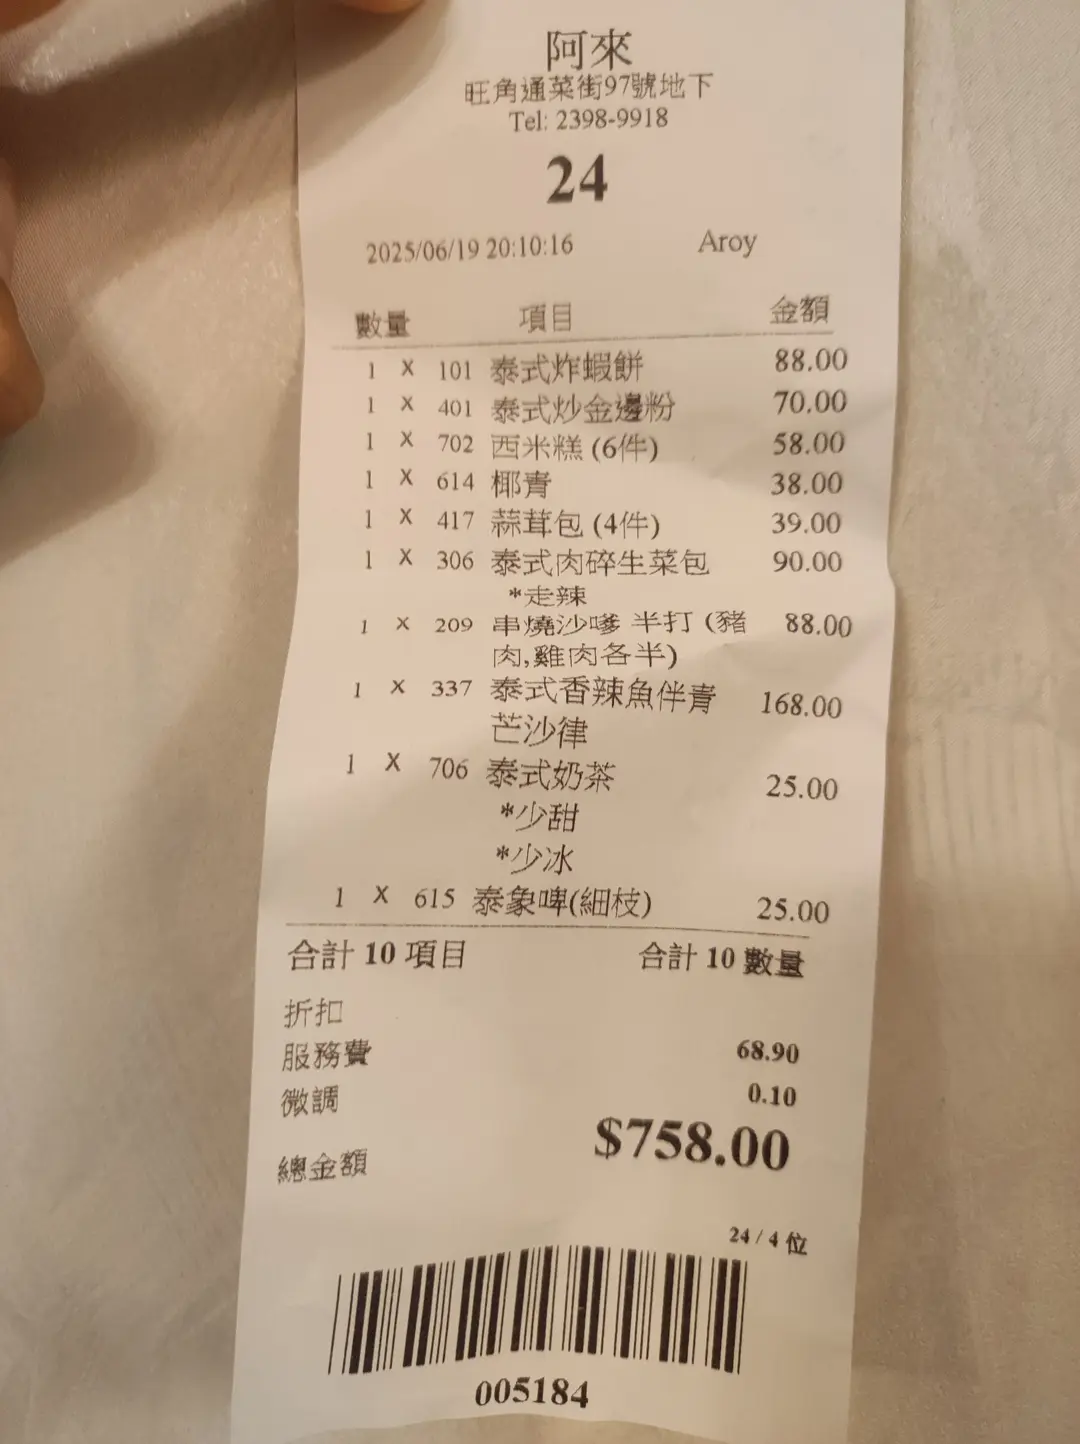 阿來
旺角通菜街97號地下
Tel: 2398-9918
24
2025/06/19 20:10:16 Aroy
數量 項目 金額
1 X 101 泰式炸蝦餅 88.00
1 X 401 泰式炒金邊粉 70.00
1 X 702 西米糕 (6件) 58.00
1 X 614 椰青 38.00
1 X 417 蒜茸包 (4件) 39.00
1 X 306 泰式肉碎生菜包 90.00
*走辣
1 X 209 串燒沙嗲 半打 (豬 88.00
肉,雞肉各半)
1 X 337 泰式香辣魚伴青 168.00
芒沙律
1 X 706 泰式奶茶 25.00
*少甜
*少冰
1 X 615 泰象啤(細枝) 25.00
合計 10 項目 合計 10 數量
折扣
服務費 68.90
微調 0.10
總金額 $758.00
24 / 4 位
005184